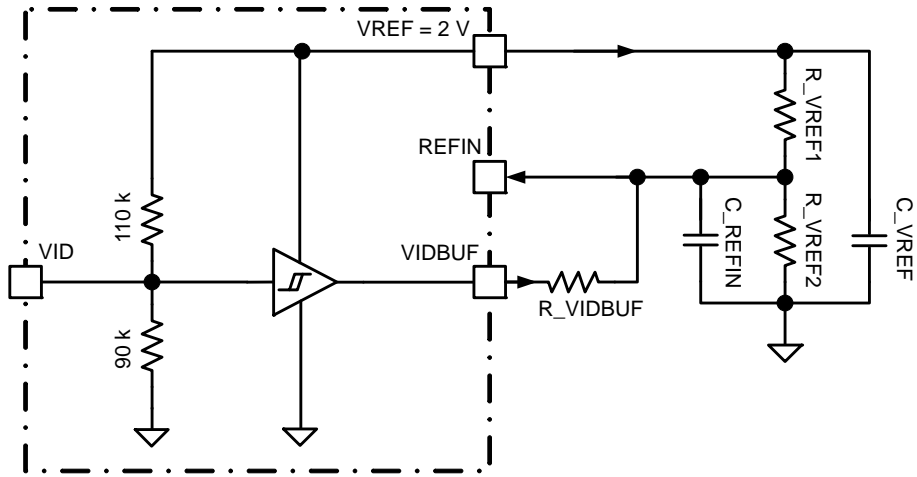 VREF = 2 V
R_VREF1
REFIN
110 k
C_REFIN
R_VREF2
C_VREF
VID
VIDBUF
R_VIDBUF
90 k